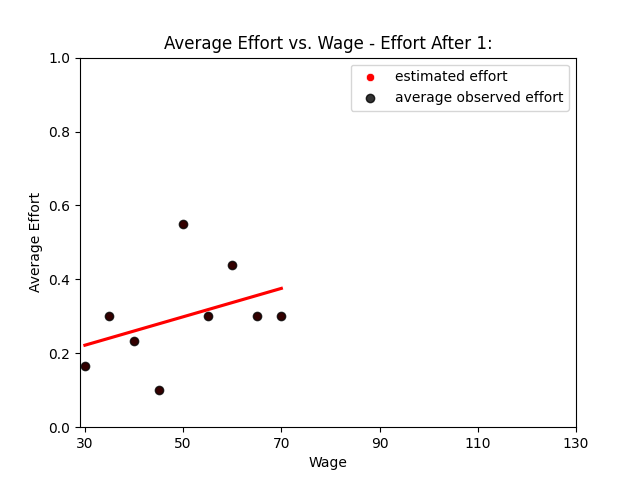 Average Effort vs. Wage - Effort After 1:
1.0
estimated effort
average observed effort
0.8
0.6
Average Effort
0.4
0.2
0.0
30 50 70 90 110 130
Wage